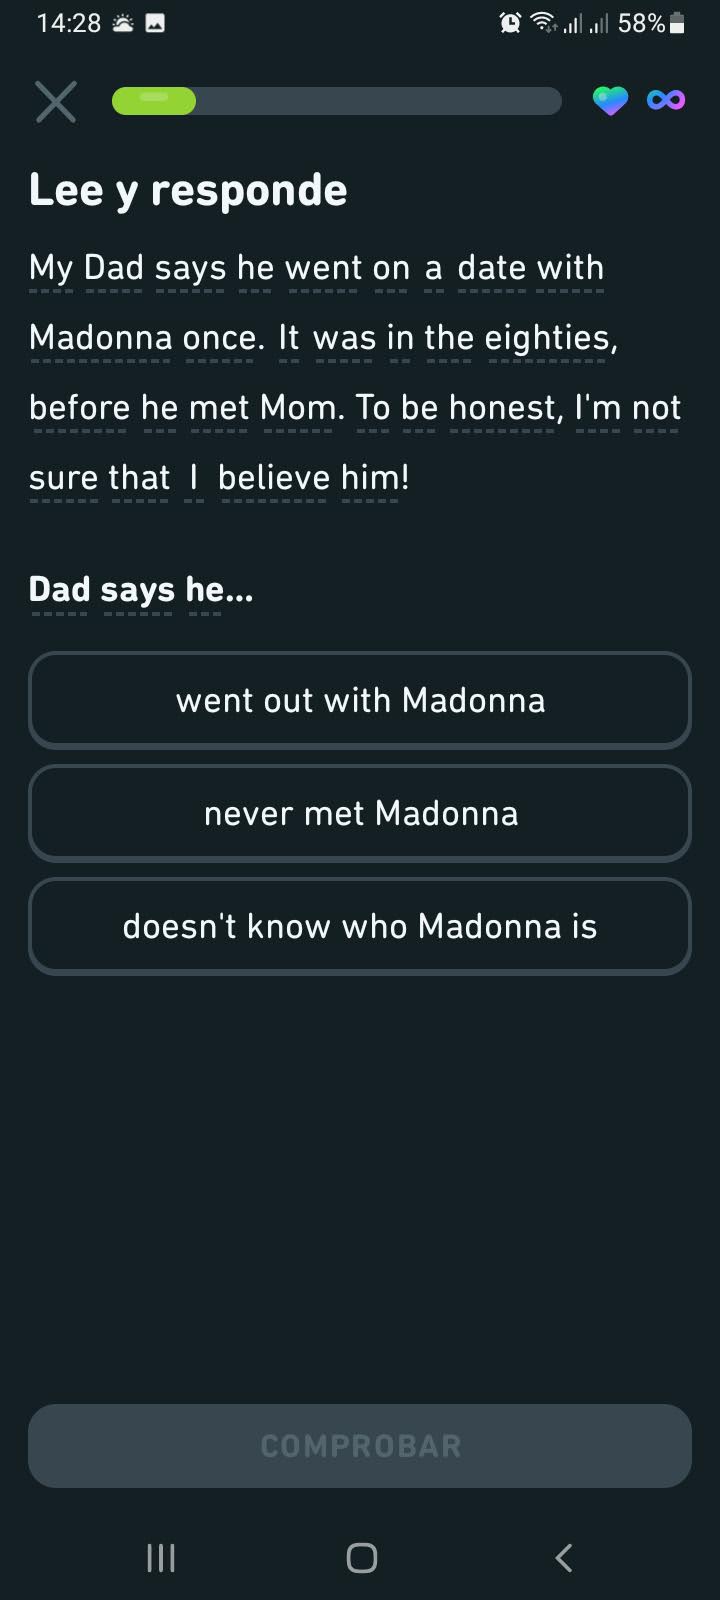 14:28
58%
Lee y responde
My Dad says he went on a date with
Madonna once. It was in the eighties,
before he met Mom. To be honest, I'm not
sure that I believe him!
Dad says he...
went out with Madonna
never met Madonna
doesn't know who Madonna is
COMPROBAR